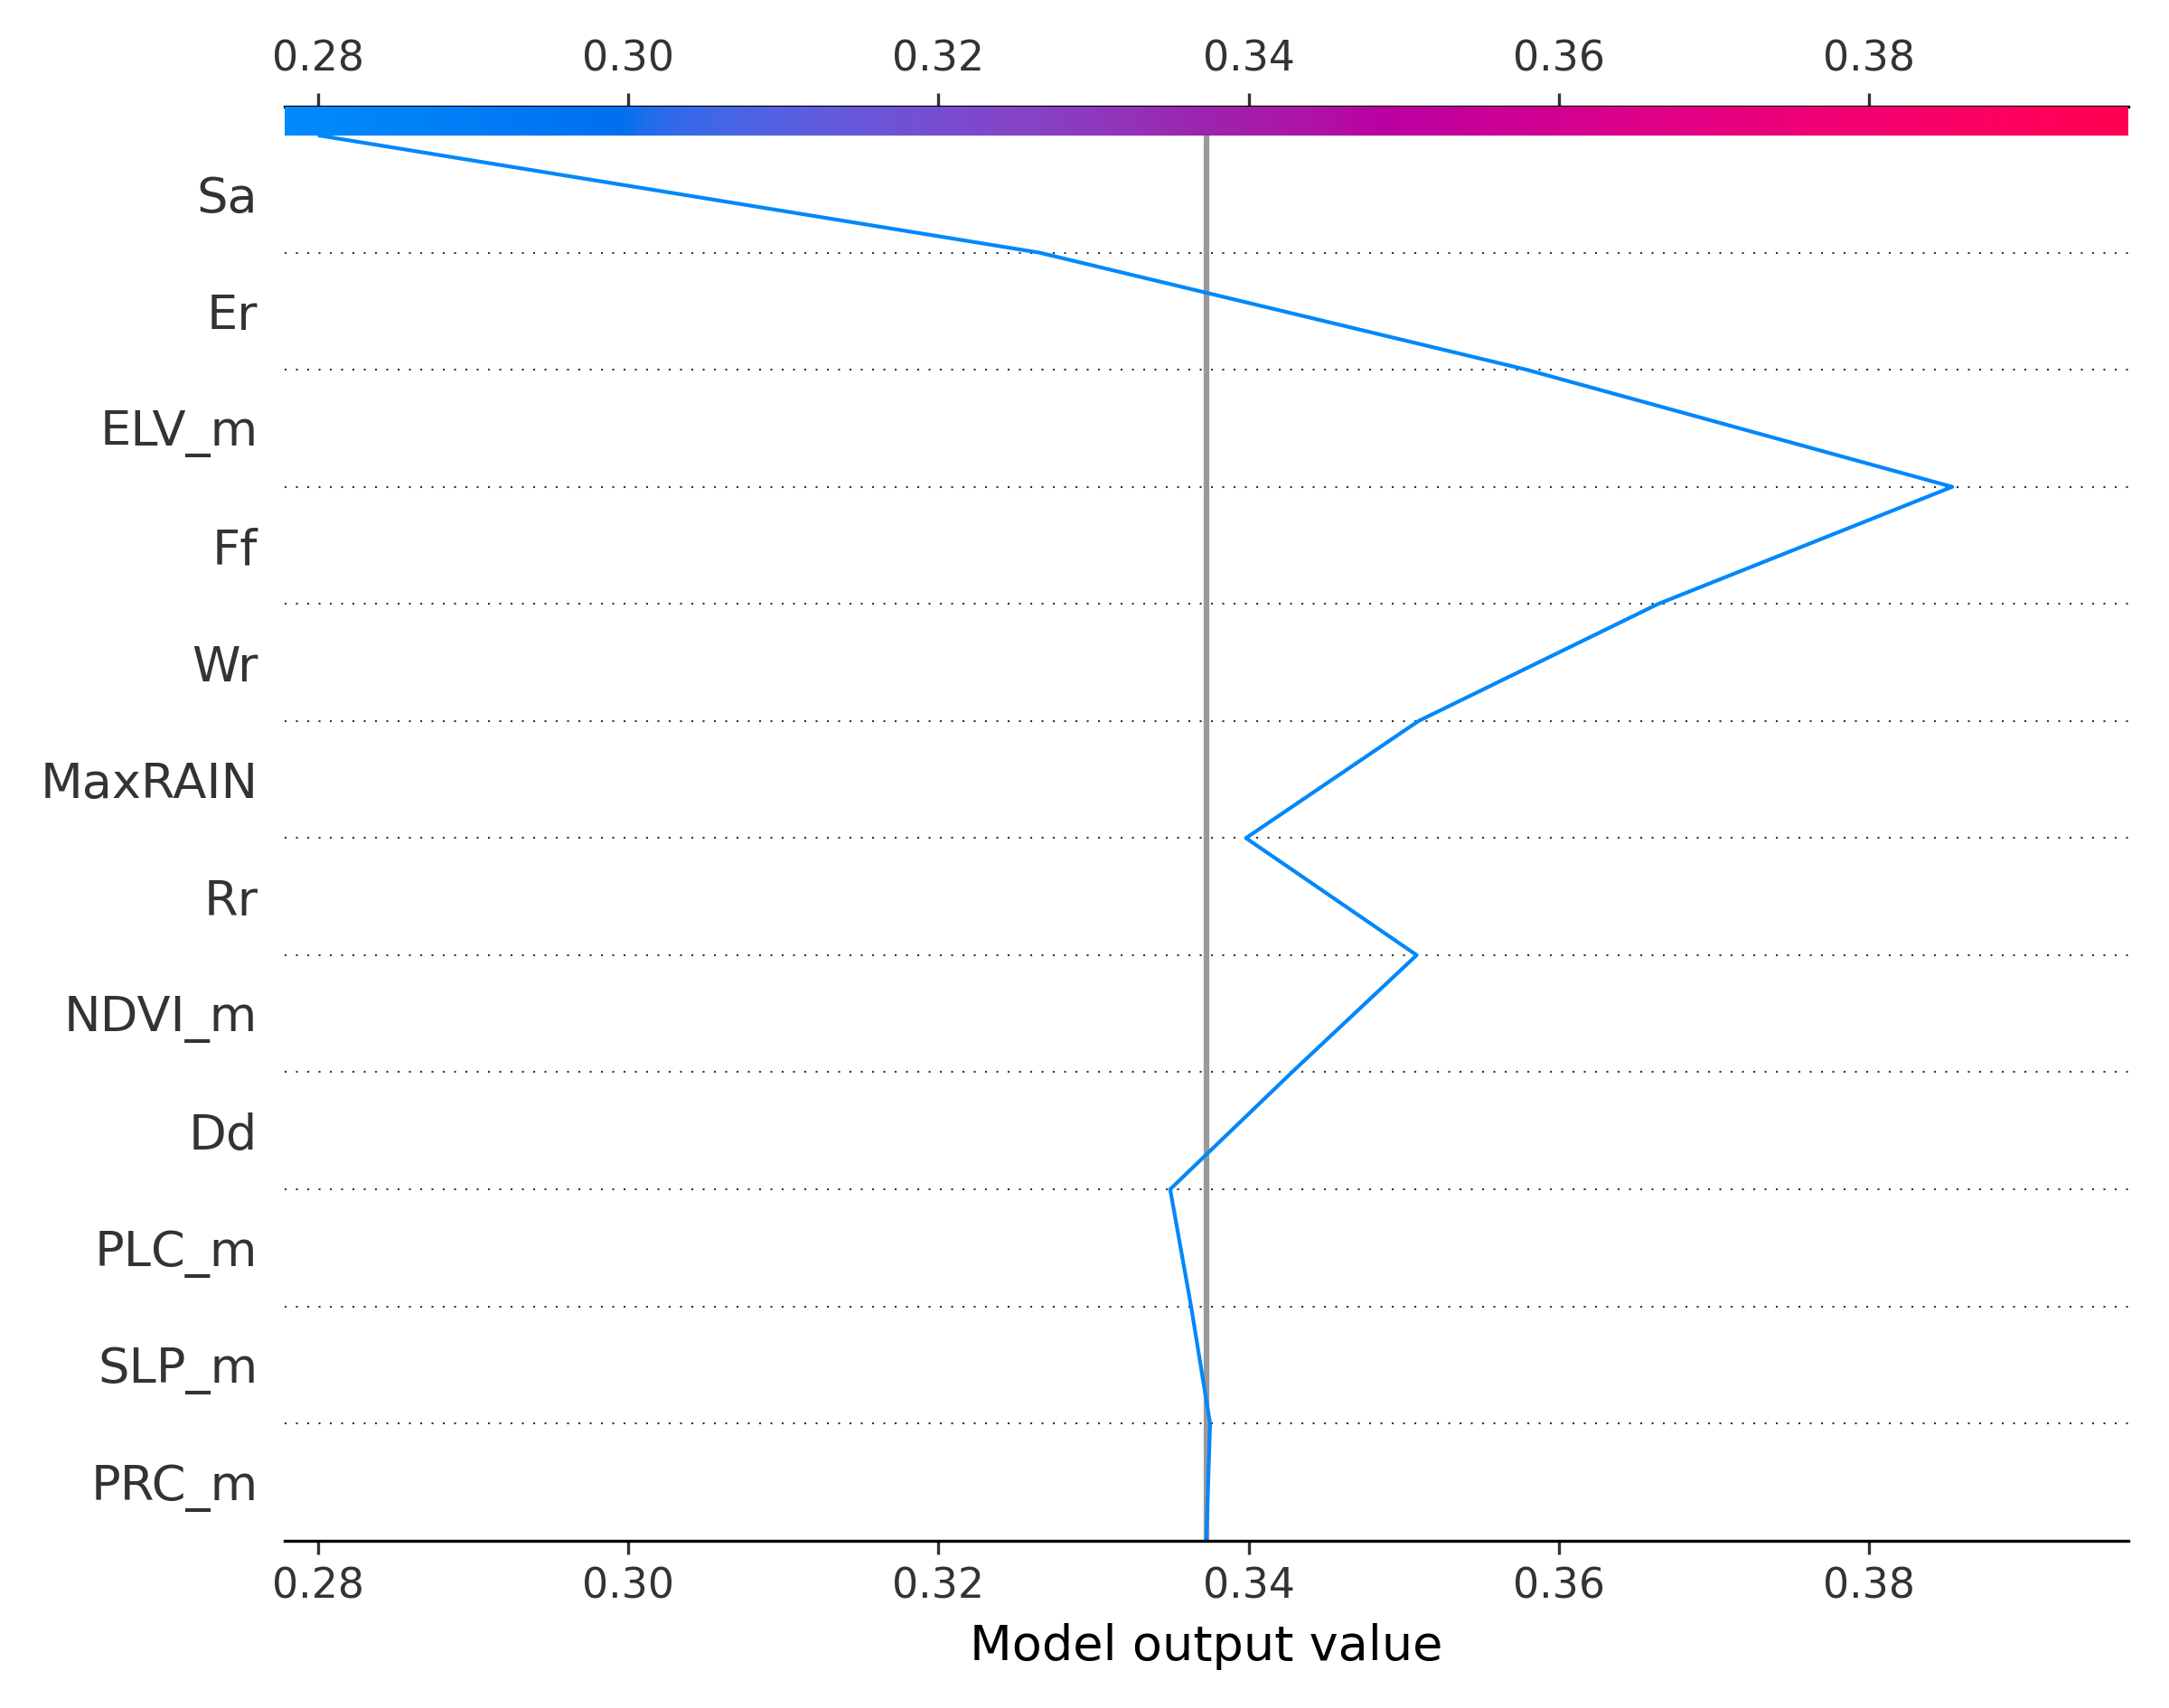 0.28 0.30 0.32 0.34 0.36 0.38
Sa
Er
ELV_m
Ff
Wr
MaxRAIN
Rr
NDVI_m
Dd
PLC_m
SLP_m
PRC_m
0.28 0.30 0.32 0.34 0.36 0.38
Model output value